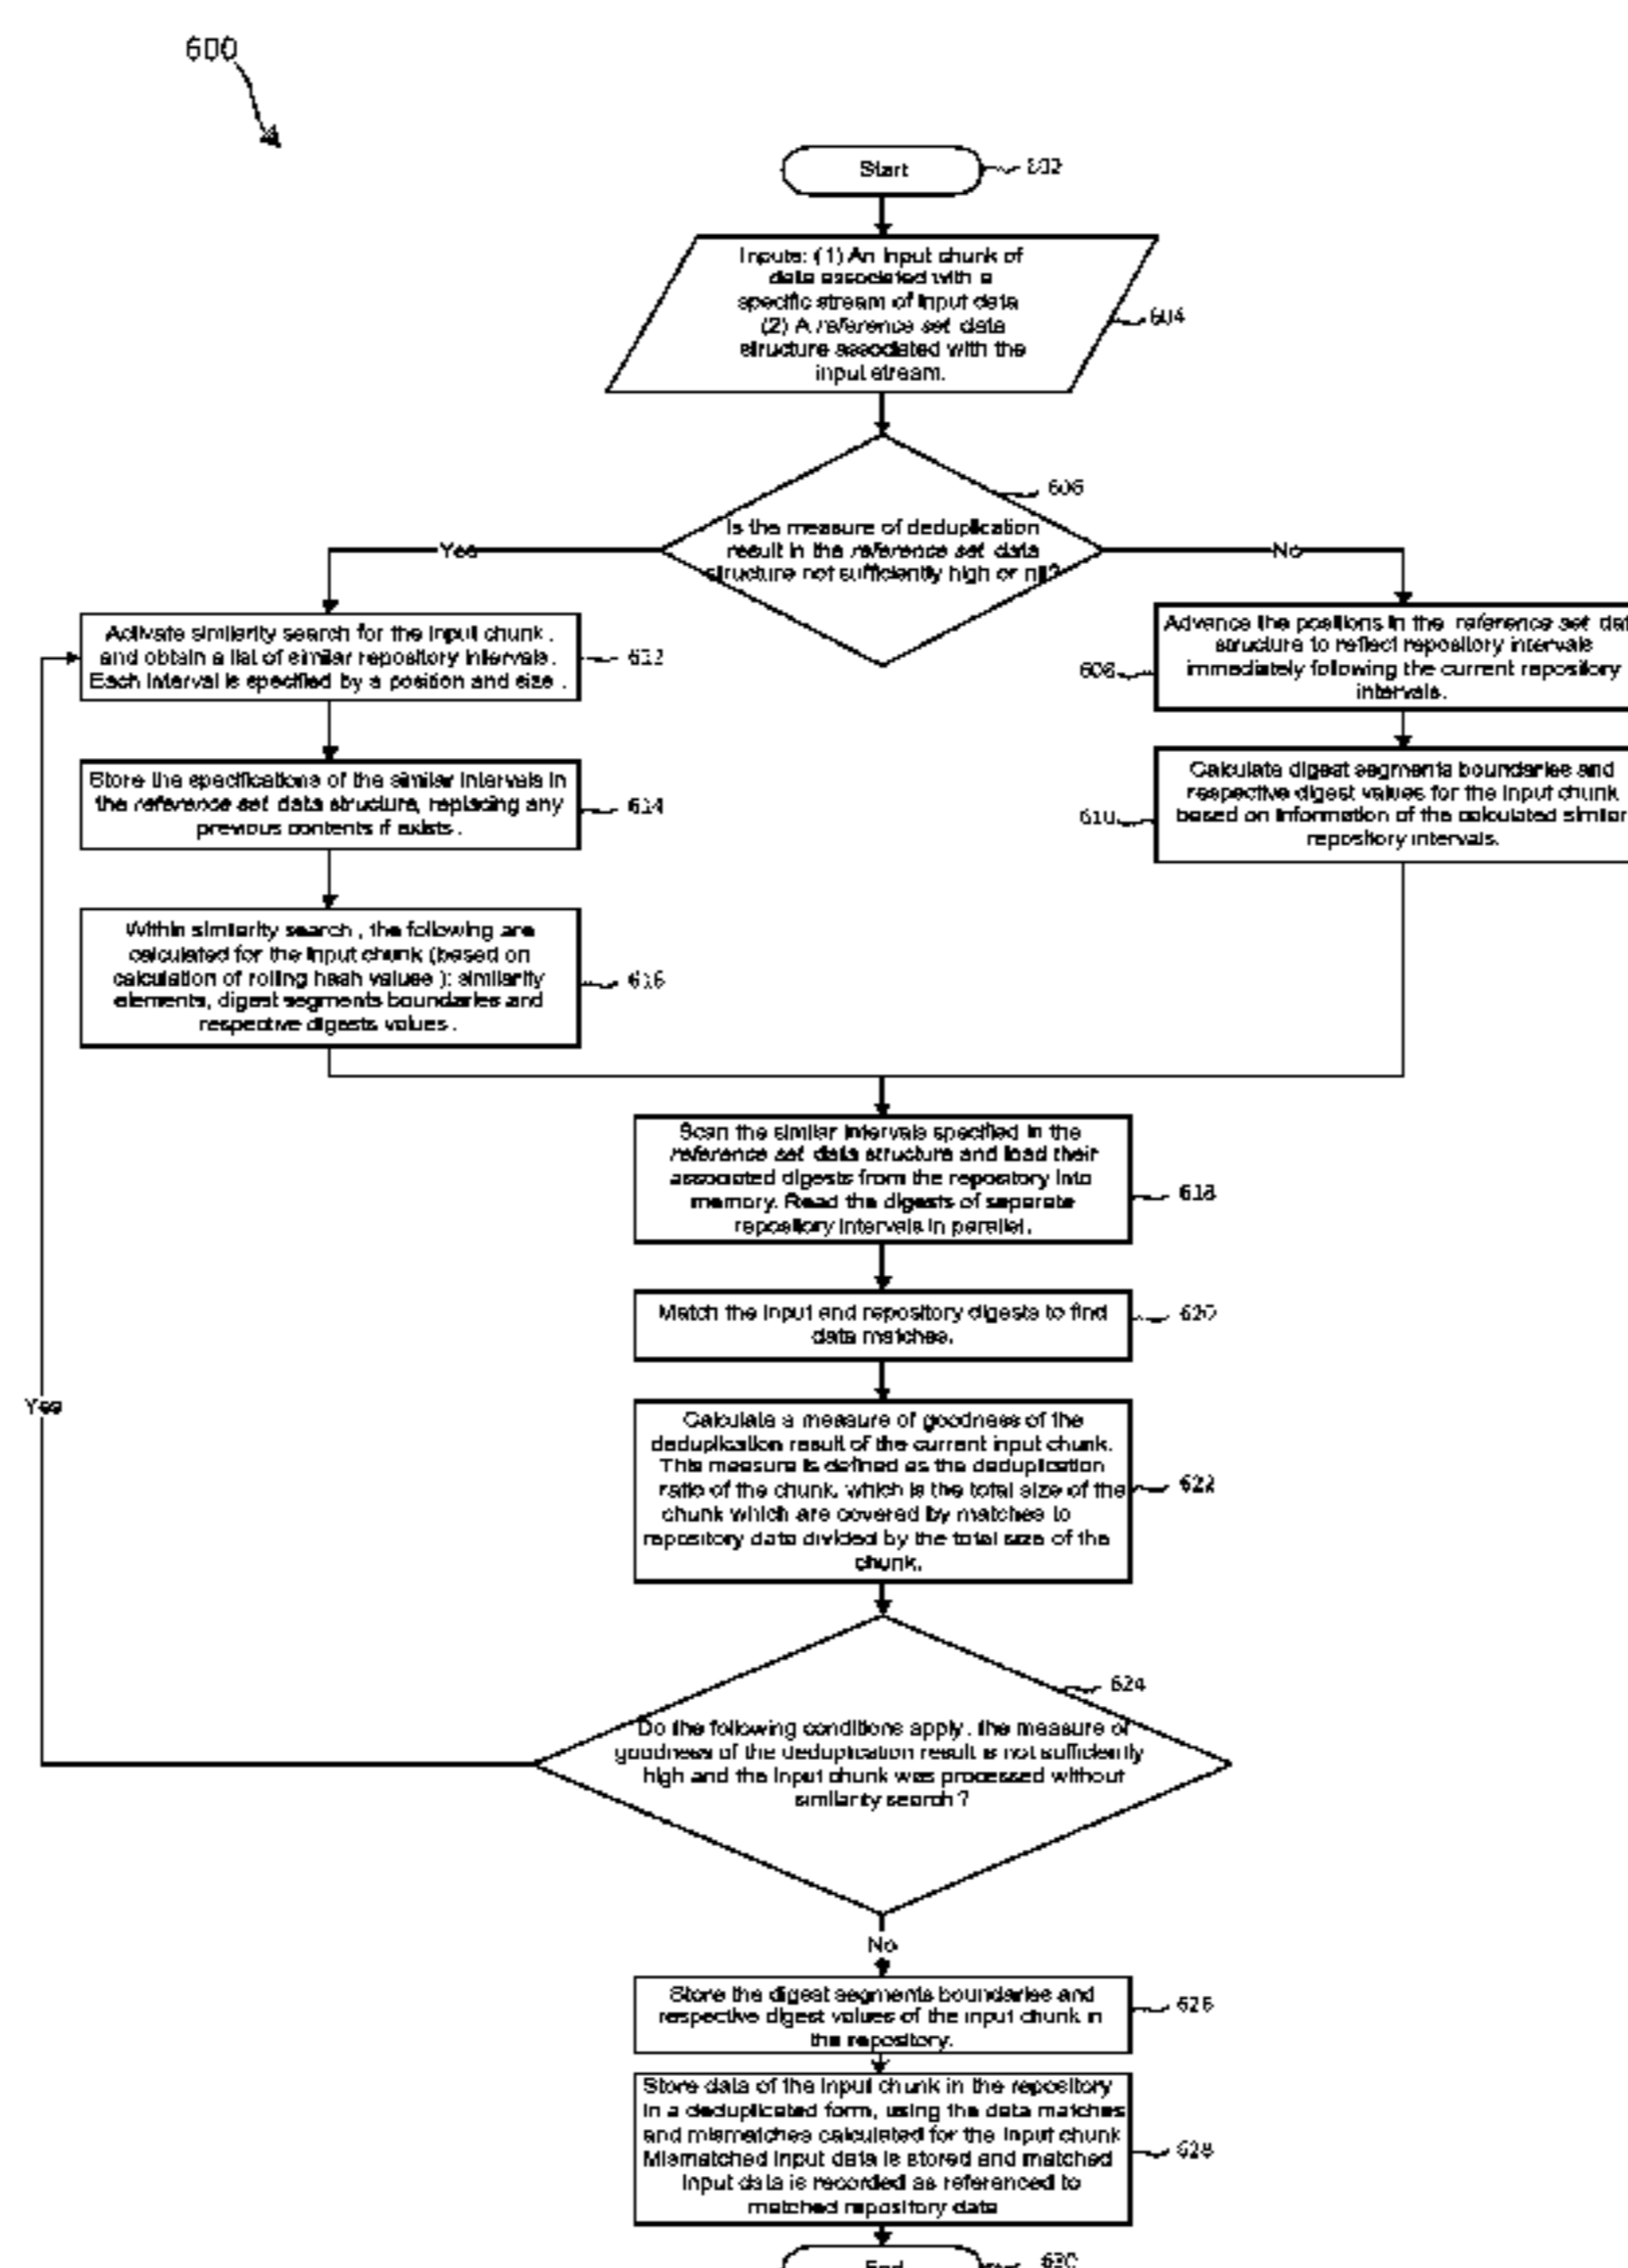 600
Start
602
Inputs: (1) An input chunk of
data associated with a
specific stream of input data
(2) A reference set data
structure associated with the
input stream.
604
606
Is the measure of deduplication
result in the reference set data
structure not sufficiently high or nil?
Yes
No
Activate similarity search for the input chunk,
and obtain a list of similar repository intervals.
Each interval is specified by a position and size.
612
Advance the positions in the reference set dat
structure to reflect repository intervals
immediately following the current repository
intervals.
608
Store the specifications of the similar intervals in
the reference set data structure, replacing any
previous contents if exists.
614
Calculate digest segments boundaries and
respective digest values for the input chunk
based on information of the calculated similar
repository intervals.
610
Within similarity search, the following are
calculated for the input chunk (based on
calculation of rolling hash values): similarity
elements, digest segments boundaries and
respective digests values.
616
Scan the similar intervals specified in the
reference set data structure and load their
associated digests from the repository into
memory. Read the digests of separate
repository intervals in parallel.
618
Match the input and repository digests to find
data matches.
620
Yes
Calculate a measure of goodness of the
deduplication result of the current input chunk.
This measure is defined as the deduplication
ratio of the chunk, which is the total size of the
chunk which are covered by matches to
repository data divided by the total size of the
chunk.
622
624
Do the following conditions apply, the measure of
goodness of the deduplication result is not sufficiently
high and the input chunk was processed without
similarity search?
No
Store the digest segments boundaries and
respective digest values of the input chunk in
the repository.
626
Store data of the input chunk in the repository
in a deduplicated form, using the data matches
and mismatches calculated for the input chunk
Mismatched input data is stored and matched
input data is recorded as referenced to
matched repository data
628
End
630